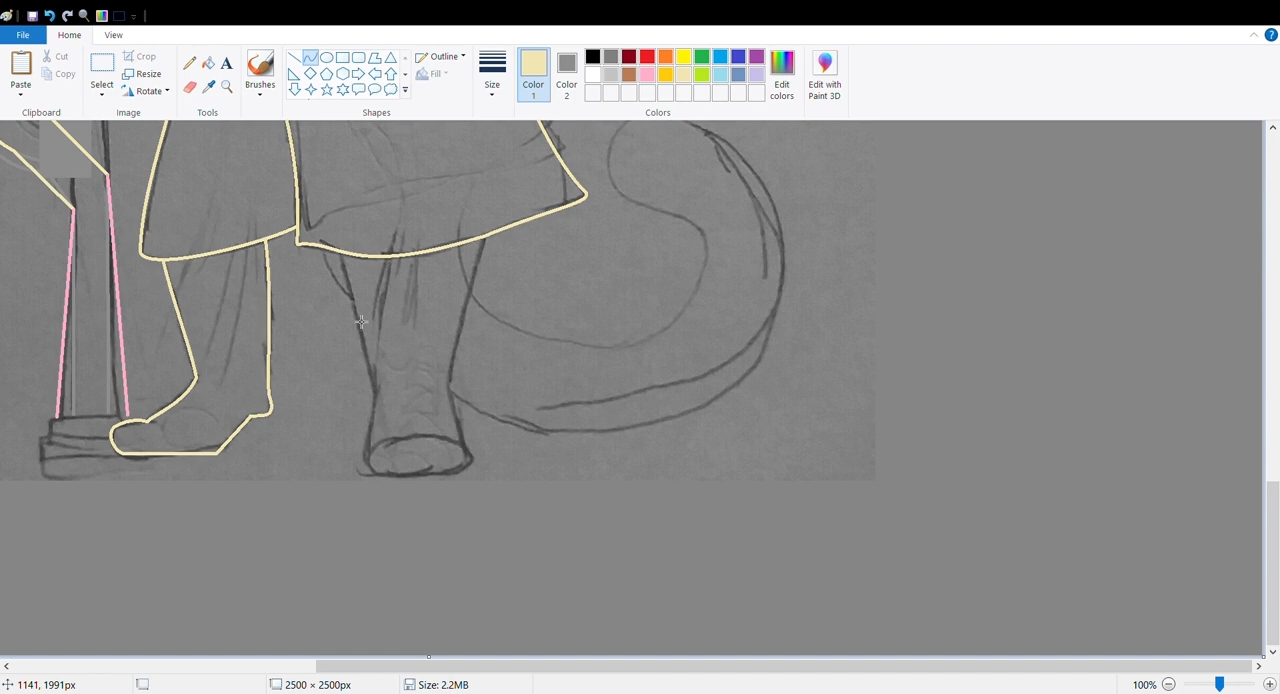 File
Home
View
Paste
Cut
Copy
Clipboard
Select
Crop
Resize
Rotate
Image
Tools
Brushes
Outline
Fill
Shapes
Size
Color
1
Color
2
Edit
colors
Colors
Edit with
Paint 3D
1141, 1991px
2500 × 2500px
Size: 2.2MB
100%